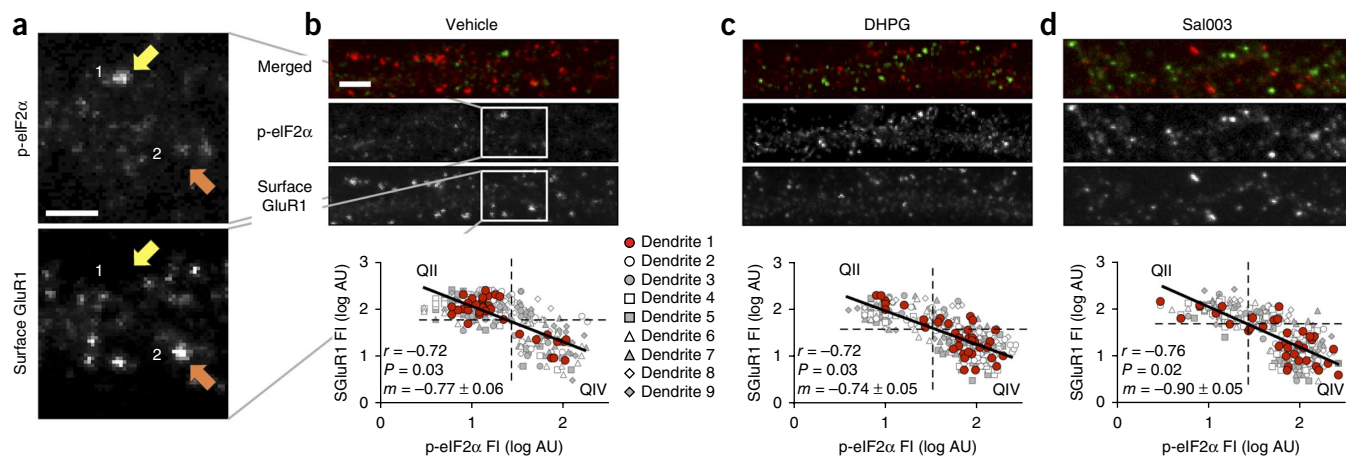 a
p-eIF2α
1
2
Surface GluR1
1
2
b
Vehicle
Merged
p-eIF2α
Surface
GluR1
SGluR1 FI (log AU)
3
2
1
0
QII
QIV
r = –0.72
P = 0.03
m = –0.77 ± 0.06
0
1
2
p-eIF2α FI (log AU)
Dendrite 1
Dendrite 2
Dendrite 3
Dendrite 4
Dendrite 5
Dendrite 6
Dendrite 7
Dendrite 8
Dendrite 9
c
DHPG
SGluR1 FI (log AU)
3
2
1
0
QII
QIV
r = –0.72
P = 0.03
m = –0.74 ± 0.05
0
1
2
p-eIF2α FI (log AU)
d
Sal003
SGluR1 FI (log AU)
3
2
1
0
QII
QIV
r = –0.76
P = 0.02
m = –0.90 ± 0.05
0
1
2
p-eIF2α FI (log AU)